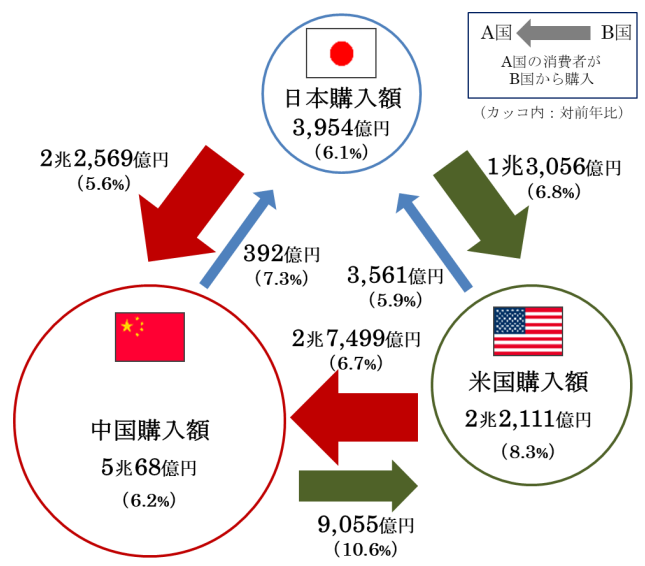 A国
B国
A国の消費者が
B国から購入
（カッコ内：対前年比）
日本購入額
3,954億円
(6.1%)
2兆2,569億円
(5.6%)
1兆3,056億円
(6.8%)
392億円
(7.3%)
3,561億円
(5.9%)
2兆7,499億円
(6.7%)
米国購入額
2兆2,111億円
(8.3%)
中国購入額
5兆68億円
(6.2%)
9,055億円
(10.6%)